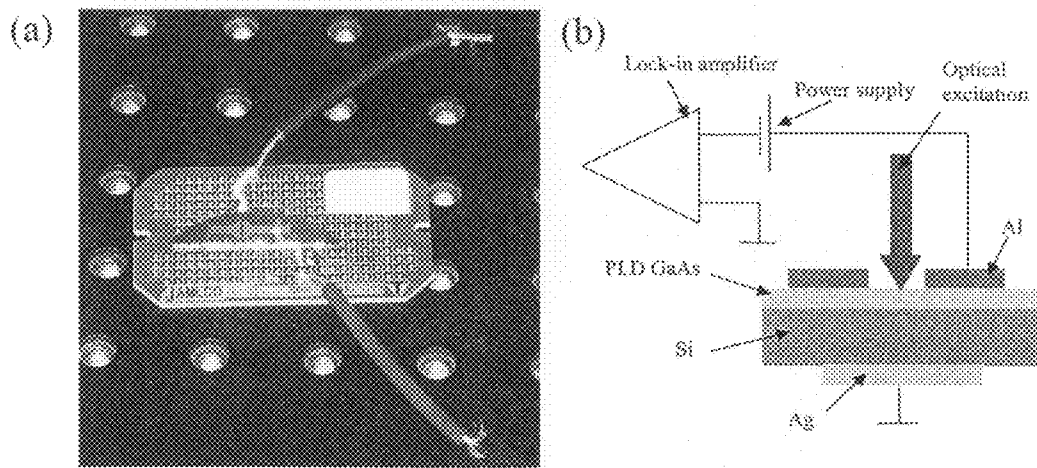 (a)
(b)
Lock-in amplifier
Power supply
Optical
excitation
Al
PLD GaAs
Si
Ag